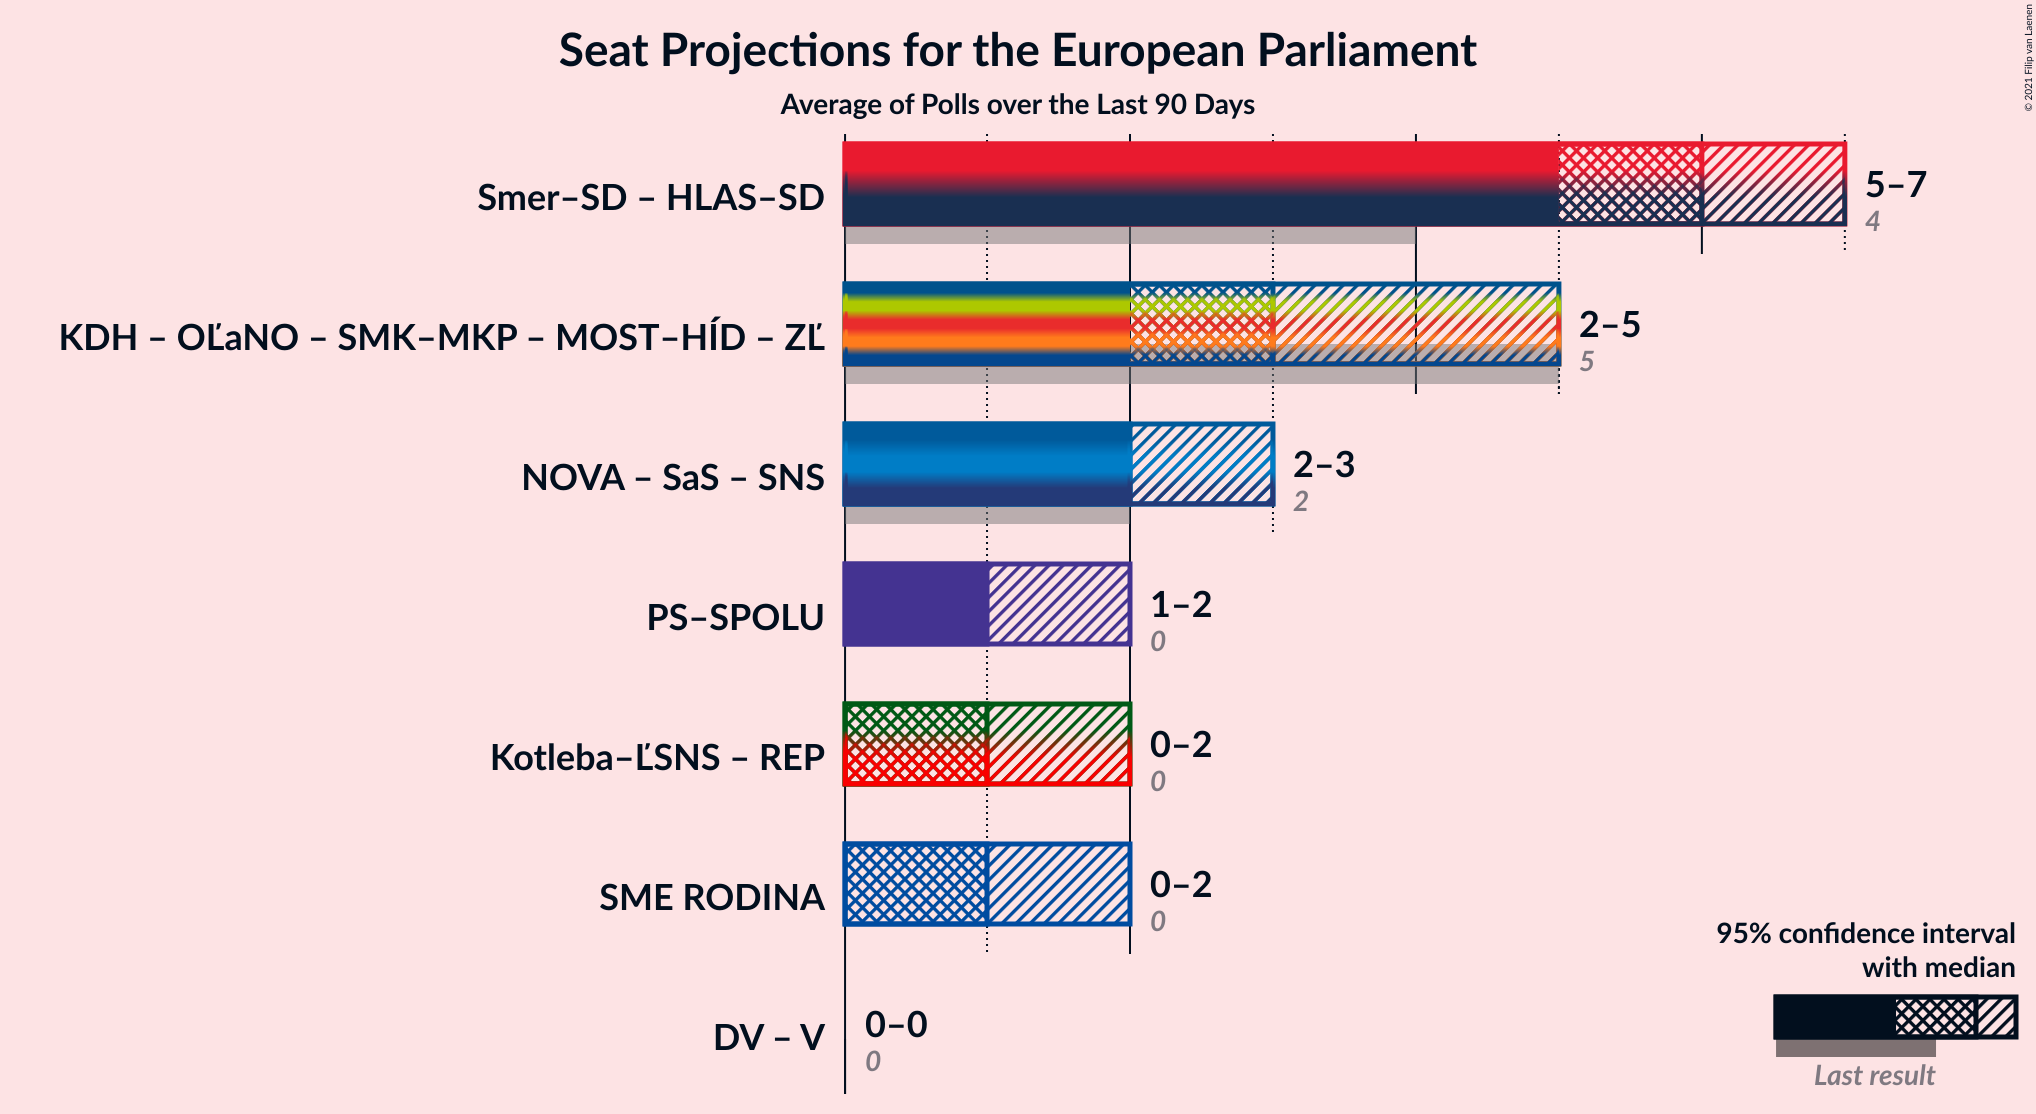 Seat Projections for the European Parliament
Average of Polls over the Last 90 Days
© 2021 Filip van Laenen
Smer–SD – HLAS–SD
5–7
4
KDH – OĽaNO – SMK–MKP – MOST–HÍD – ZĽ
2–5
5
NOVA – SaS – SNS
2–3
2
PS–SPOLU
1–2
0
Kotleba–ĽSNS – REP
0–2
0
SME RODINA
0–2
0
DV – V
0–0
0
95% confidence interval
with median
Last result